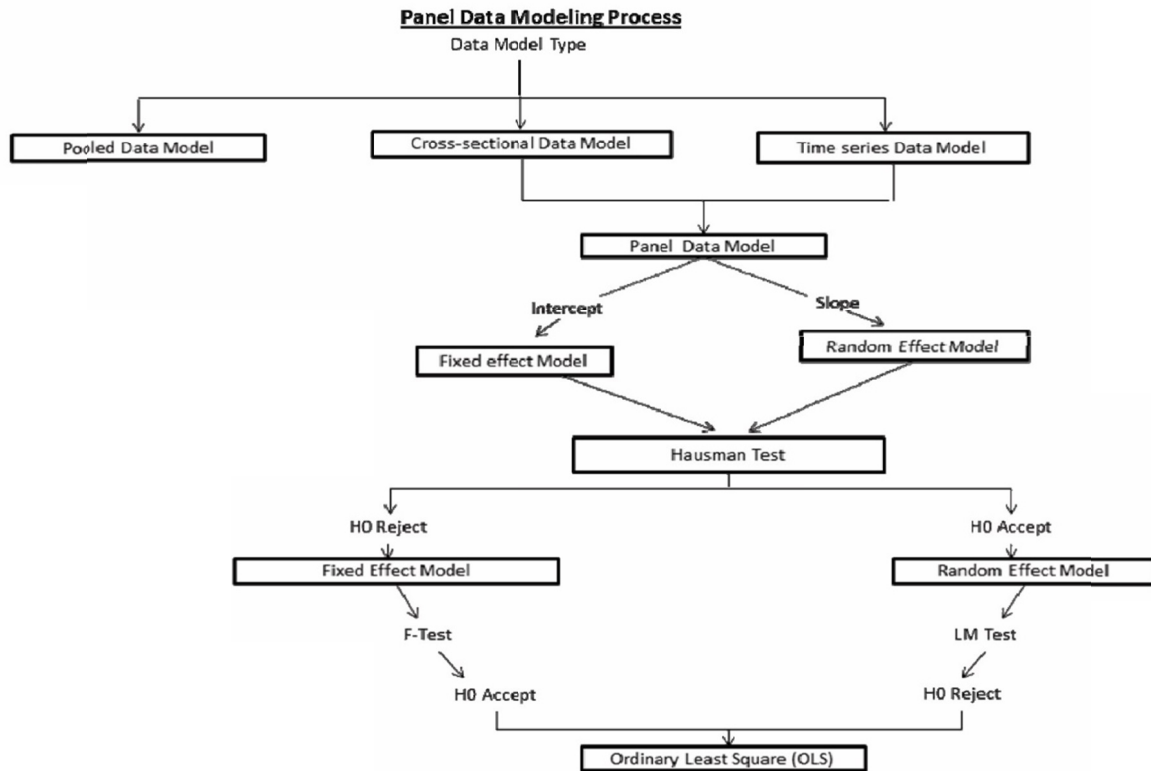 Panel Data Modeling Process
Data Model Type
Pooled Data Model
Cross-sectional Data Model
Time series Data Model
Panel Data Model
Intercept
Slope
Fixed effect Model
Random Effect Model
Hausman Test
H0 Reject
H0 Accept
Fixed Effect Model
Random Effect Model
F-Test
LM Test
H0 Accept
H0 Reject
Ordinary Least Square (OLS)